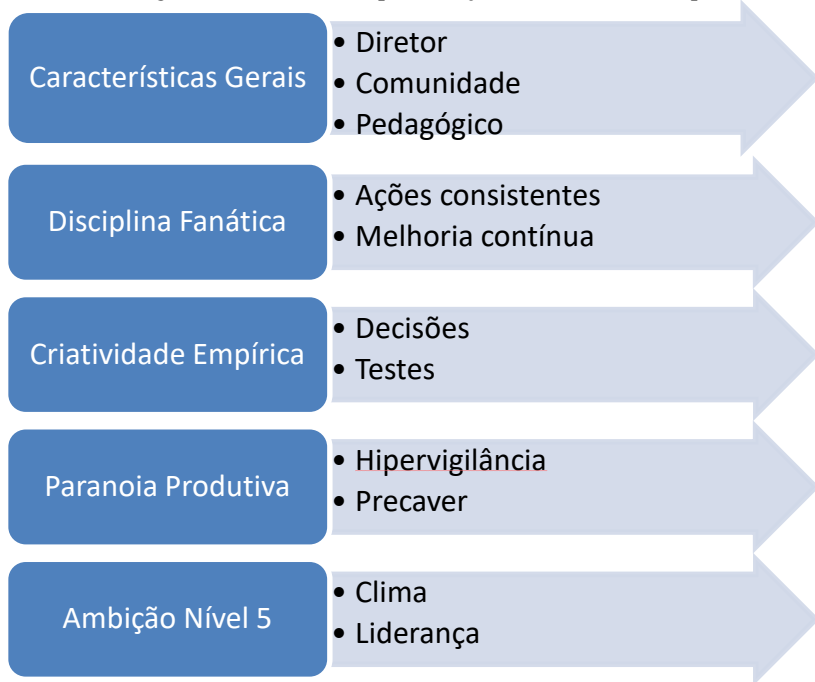 Características Gerais
• Diretor
• Comunidade
• Pedagógico
Disciplina Fanática
• Ações consistentes
• Melhoria contínua
Criatividade Empírica
• Decisões
• Testes
Paranoia Produtiva
• Hipervigilância
• Precaver
Ambição Nível 5
• Clima
• Liderança